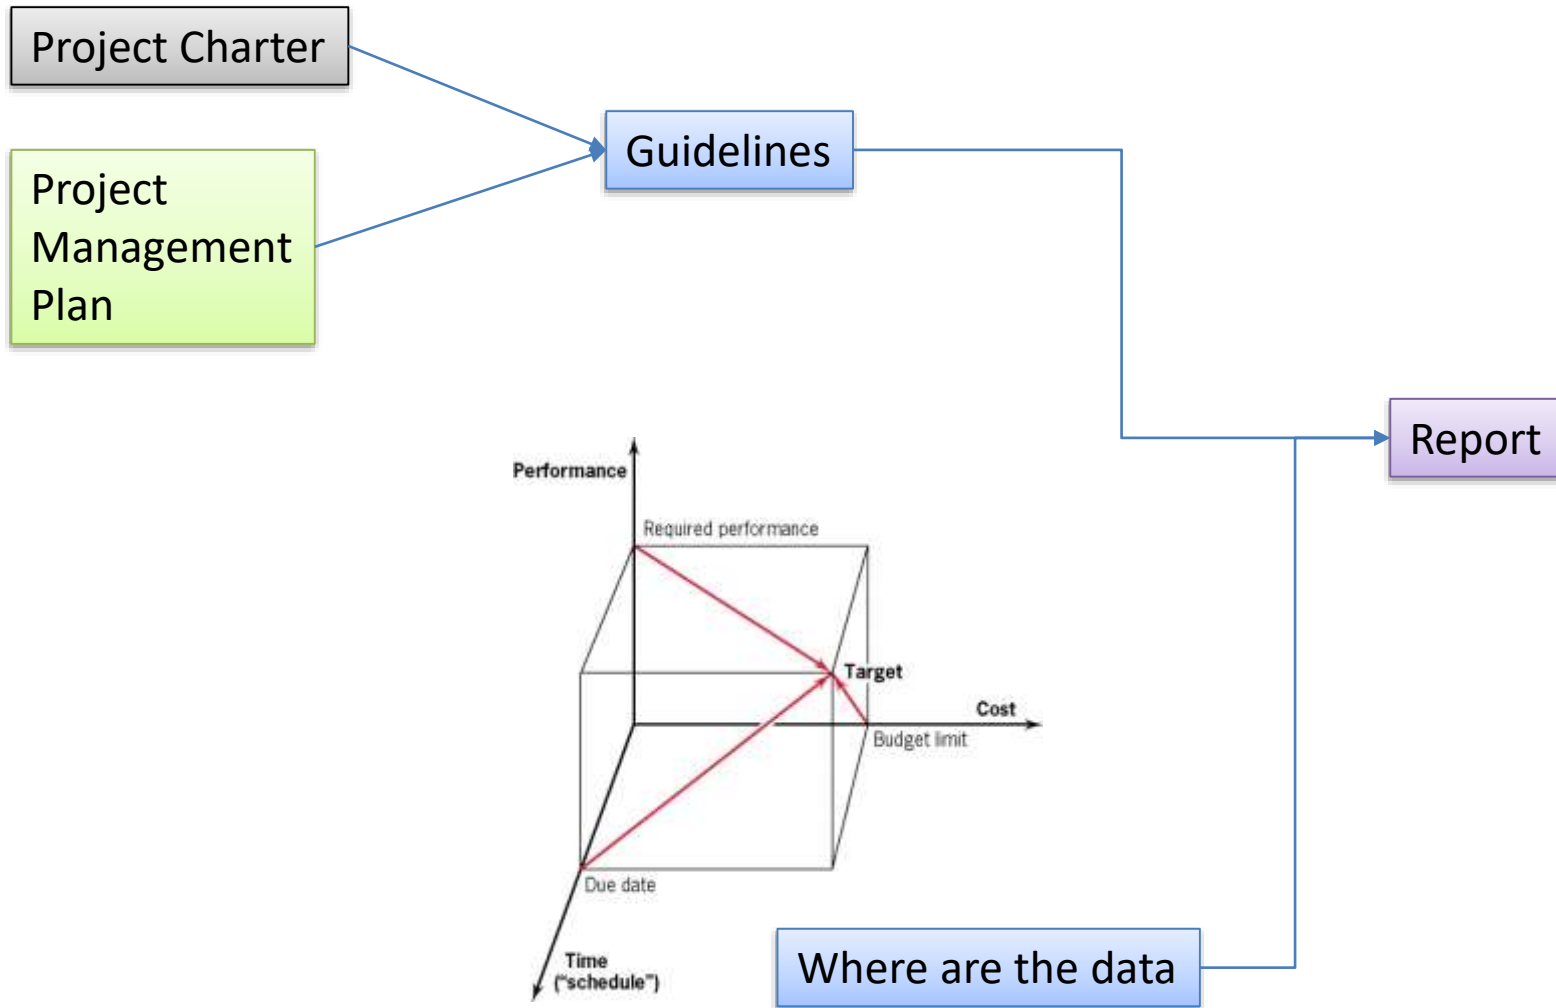 Project Charter
Guidelines
Project
Management
Plan
Report
Performance
Required performance
Target
Cost
Budget limit
Due date
Time
("schedule")
Where are the data